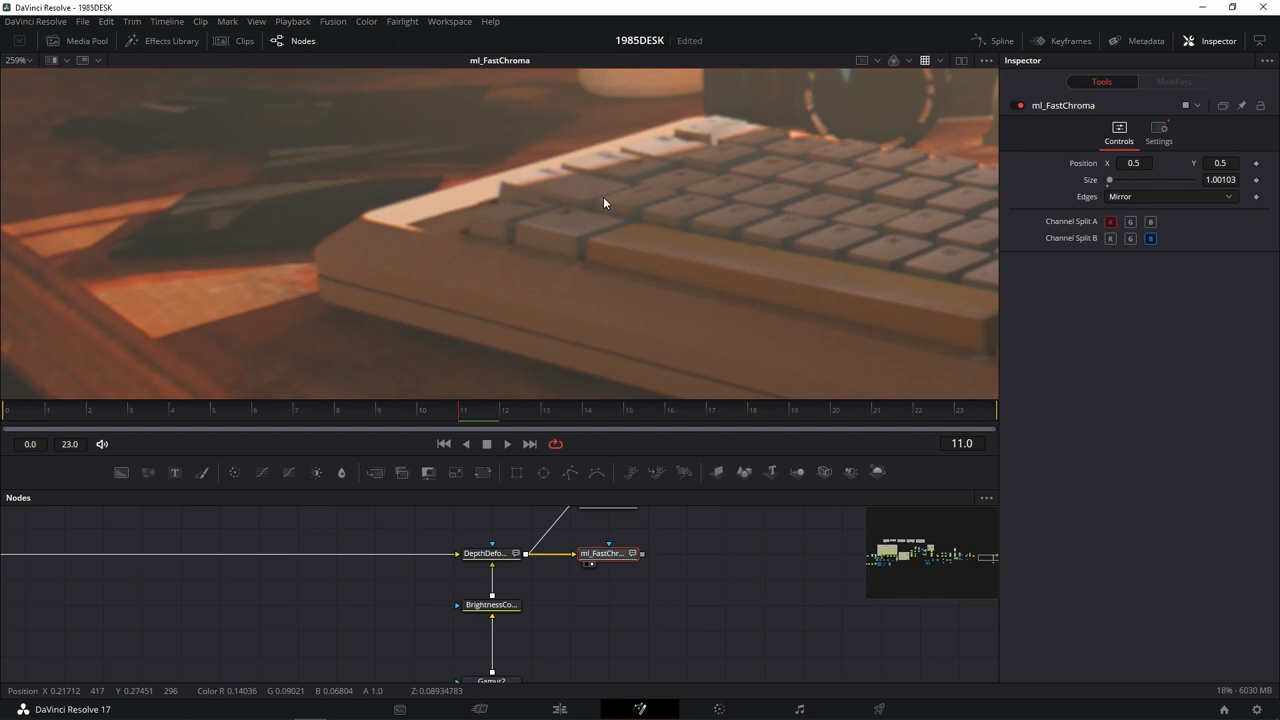 DaVinci Resolve - 1985DESK
DaVinci Resolve File Edit Trim Timeline Clip Mark View Playback Fusion Color Fairlight Workspace Help
Media Pool Effects Library Clips Nodes 1985DESK Edited Spline Keyframes Metadata Inspector
259% ml_FastChroma Inspector
Tools Modifiers
ml_FastChroma
Controls Settings
Position X 0.5 Y 0.5
Size 1.00103
Edges Mirror
Channel Split A R G B
Channel Split B R G B
0 1 2 3 4 5 6 7 8 9 10 11 12 13 14 15 16 17 18 19 20 21 22 23
0.0 23.0 11.0
Nodes
DepthDefo... ml_FastChr...
BrightnessCo...
Gamut2
Position X 0.21712 417 Y 0.27451 296 Color R 0.14036 G 0.09021 B 0.06804 A 1.0 Z: 0.08934783 18% - 6030 MB
DaVinci Resolve 17